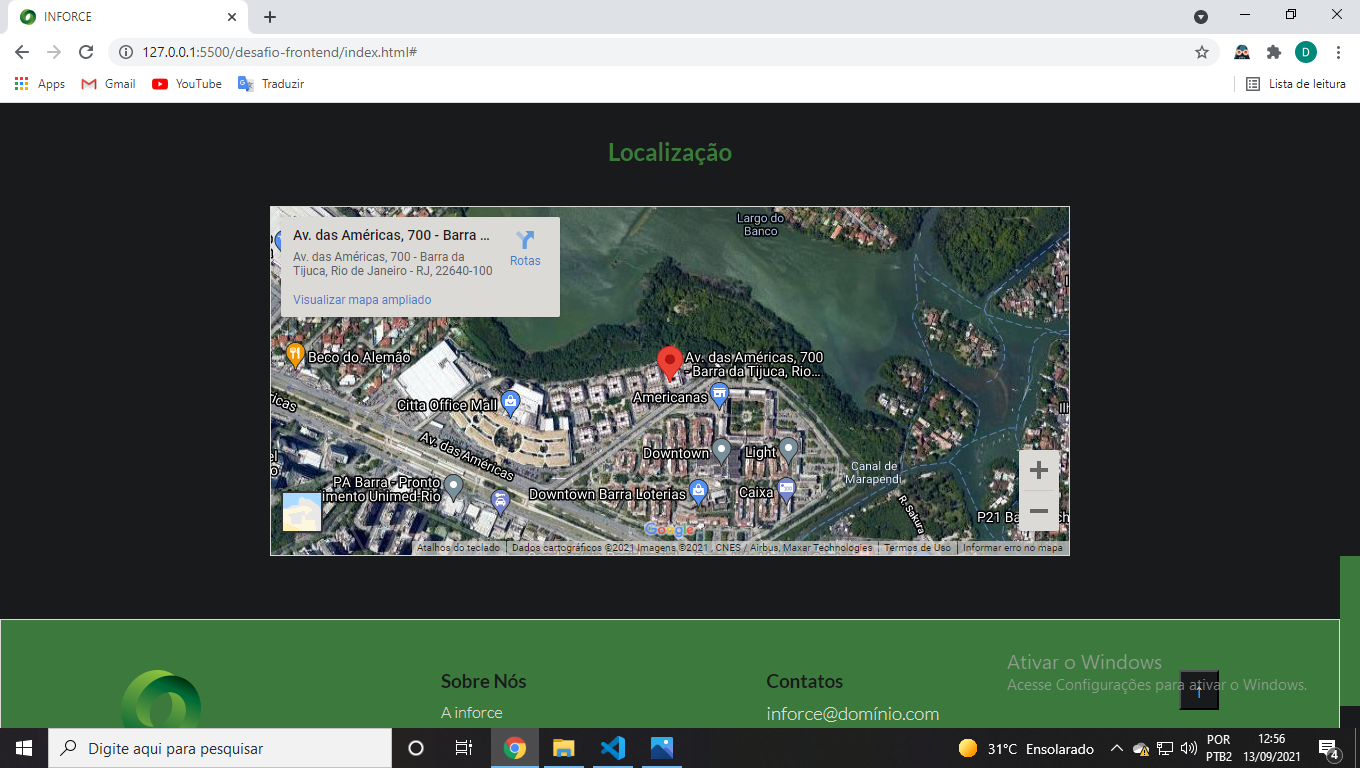 INFORCE
127.0.0.1:5500/desafio-frontend/index.html#
D
Apps
Gmail
YouTube
Traduzir
Lista de leitura
Localização
Av. das Américas, 700 - Barra ...
Av. das Américas, 700 - Barra da
Tijuca, Rio de Janeiro - RJ, 22640-100
Rotas
Visualizar mapa ampliado
Largo do
Banco
Beco do Alemão
Av. das Américas, 700
- Barra da Tijuca, Rio...
Americanas
Citta Office Mall
icas
Av. das Américas
Downtown
Light
Canal de
Marapendi
PA Barra - Pronto
imento Unimed-Rio
Downtown Barra Loterias
Caixa
R. Sakura
P21 Ba
ch
Google
Atalhos do teclado
Dados cartográficos ©2021 Imagens ©2021 , CNES / Airbus, Maxar Technologies
Termos de Uso
Informar erro no mapa
Sobre Nós
A inforce
Contatos
inforce@domínio.com
Ativar o Windows
Acesse Configurações para ativar o Windows.
↑
Digite aqui para pesquisar
31°C Ensolarado
POR
PTB2
12:56
13/09/2021
4